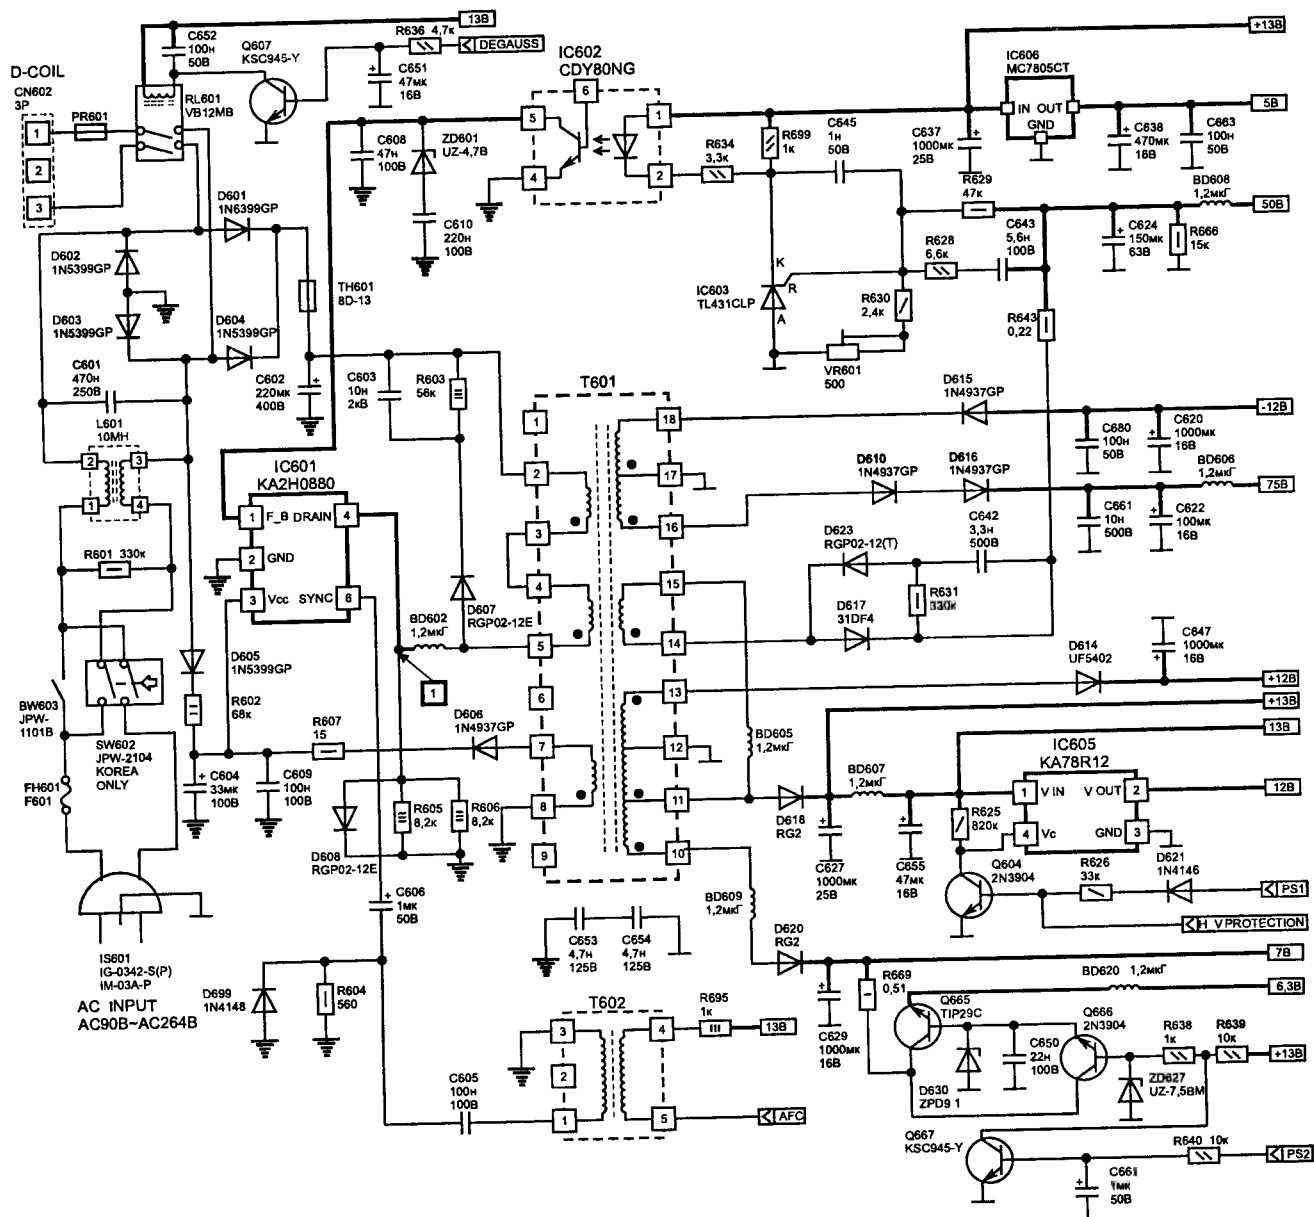 13В
C652
100н
50В
Q607
KSC945-Y
R636 4,7к
DEGAUSS
C651
47мк
16В
D-COIL
CN602
3P
PR601
RL601
VB12MB
1
2
3
IC602
CDY80NG
6
5
4
1
2
C608
47н
100В
ZD601
UZ-4,7В
C610
220н
100В
R634
3,3к
R699
1к
C645
1н
50В
C637
1000мк
25В
IC606
MC7805CT
IN OUT
GND
+13В
5В
C638
470мк
16В
C663
100н
50В
BD608
1,2мкГ
50В
R629
47к
C643
5,6н
100В
C624
150мк
63В
R666
15к
R628
6,6к
IC603
TL431CLP
K
R
A
R630
2,4к
VR601
500
R643
0,22
D601
1N5399GP
D602
1N5399GP
D603
1N5399GP
D604
1N5399GP
TH601
8D-13
C601
470н
250В
L601
10MH
2
3
1
4
C602
220мк
400В
C603
10н
2кВ
R603
56к
T601
1
2
3
4
5
6
7
8
9
18
17
16
15
14
13
12
11
10
D615
1N4937GP
-12В
C680
100н
50В
C620
1000мк
16В
D610
1N4937GP
D616
1N4937GP
BD606
1,2мкГ
75В
C661
10н
500В
C622
100мк
16В
D623
RGP02-12(T)
C642
3,3н
500В
R631
D617
31DF4
IC601
KA2H0880
1
F_B DRAIN
4
2
GND
3
Vcc SYNC
6
R601 330к
BD602
1,2мкГ
D607
RGP02-12E
1
D605
1N5399GP
R602
68к
BW603
JPW-
1101B
SW602
JPW-2104
KOREA
ONLY
FH601
F601
R607
15
D606
1N4937GP
C604
33мк
100В
C609
100н
100В
D608
RGP02-12E
R605
8,2к
R606
8,2к
C606
1мк
50В
IS601
IG-0342-S(P)
IM-03A-P
AC INPUT
AC90В~AC264В
D699
1N4148
R604
560
C653
4,7н
125В
C654
4,7н
125В
D614
UF5402
C647
1000мк
16В
+12В
+13В
13В
BD605
1,2мкГ
BD607
1,2мкГ
D618
RG2
C627
1000мк
25В
C655
47мк
16В
IC605
KA78R12
1
V IN V OUT
2
4
Vc GND
3
12В
R625
820к
Q604
2N3904
R626
33к
D621
1N4146
PS1
H_VPROTECTION
BD609
1,2мкГ
D620
RG2
7В
C629
1000мк
16В
R669
0,51
BD620 1,2мкГ
6,3В
Q665
TIP29C
Q666
2N3904
D630
ZPD9 1
C650
22н
100В
R638
1к
R639
10к
+13В
ZD627
UZ-7,5BM
Q667
KSC945-Y
R640 10к
PS2
C661
1мк
50В
T602
3
2
1
4
5
R695
1к
13В
AFC
C605
100н
100В